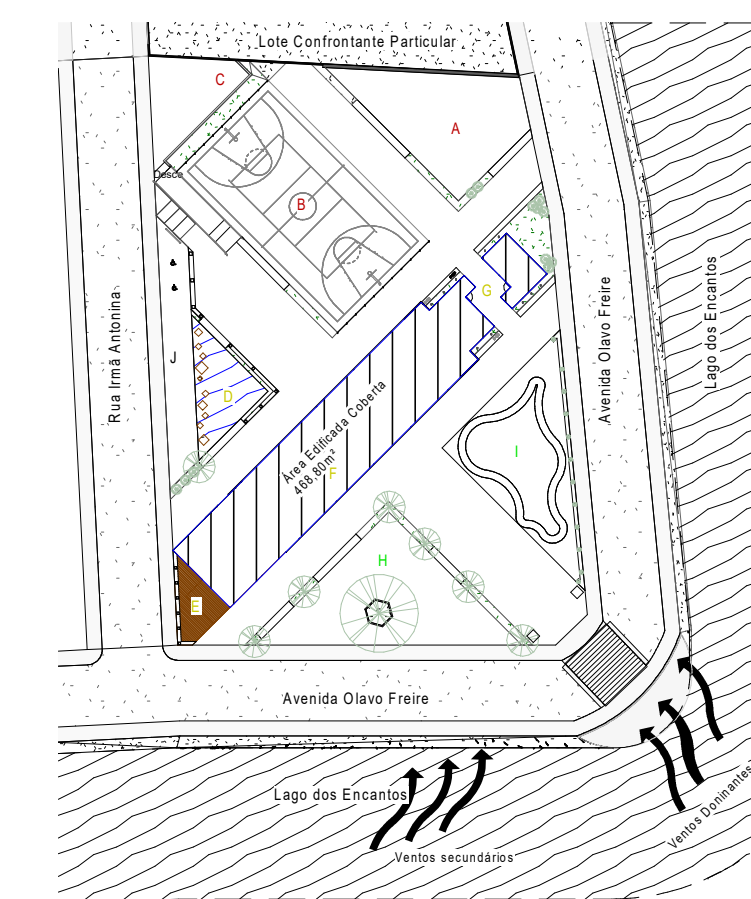 Lote Confrontante Particular
C
A
Desce
B
G
Rua Irmã Antonina
J
D
Avenida Olavo Freire
Lago dos Encantos
Área Edificada Coberta
468,80m²
F
I
H
E
Avenida Olavo Freire
Lago dos Encantos
Ventos secundários
Ventos Doninantes